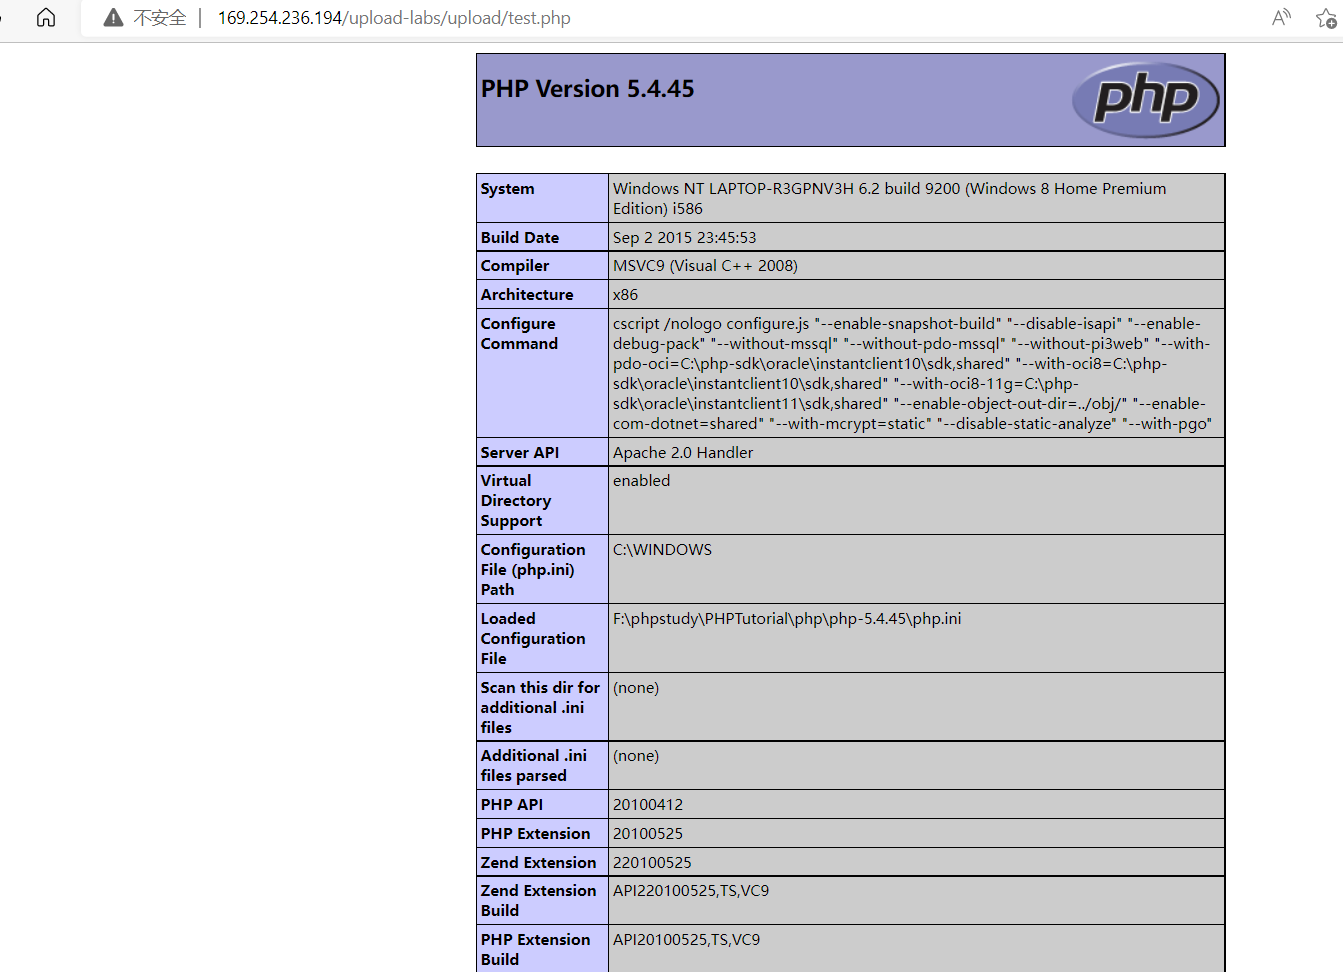 不安全 | 169.254.236.194/upload-labs/upload/test.php
PHP Version 5.4.45
php
System
Windows NT LAPTOP-R3GPNV3H 6.2 build 9200 (Windows 8 Home Premium
Edition) i586
Build Date
Sep 2 2015 23:45:53
Compiler
MSVC9 (Visual C++ 2008)
Architecture
x86
Configure
Command
cscript /nologo configure.js "--enable-snapshot-build" "--disable-isapi" "--enable-
debug-pack" "--without-mssql" "--without-pdo-mssql" "--without-pi3web" "--with-
pdo-oci=C:\php-sdk\oracle\instantclient10\sdk,shared" "--with-oci8=C:\php-
sdk\oracle\instantclient10\sdk,shared" "--with-oci8-11g=C:\php-
sdk\oracle\instantclient11\sdk,shared" "--enable-object-out-dir=../obj/" "--enable-
com-dotnet=shared" "--with-mcrypt=static" "--disable-static-analyze" "--with-pgo"
Server API
Apache 2.0 Handler
Virtual
Directory
Support
enabled
Configuration
File (php.ini)
Path
C:\WINDOWS
Loaded
Configuration
File
F:\phpstudy\PHPTutorial\php\php-5.4.45\php.ini
Scan this dir for
additional .ini
files
(none)
Additional .ini
files parsed
(none)
PHP API
20100412
PHP Extension
20100525
Zend Extension
220100525
Zend Extension
Build
API220100525,TS,VC9
PHP Extension
Build
API20100525,TS,VC9